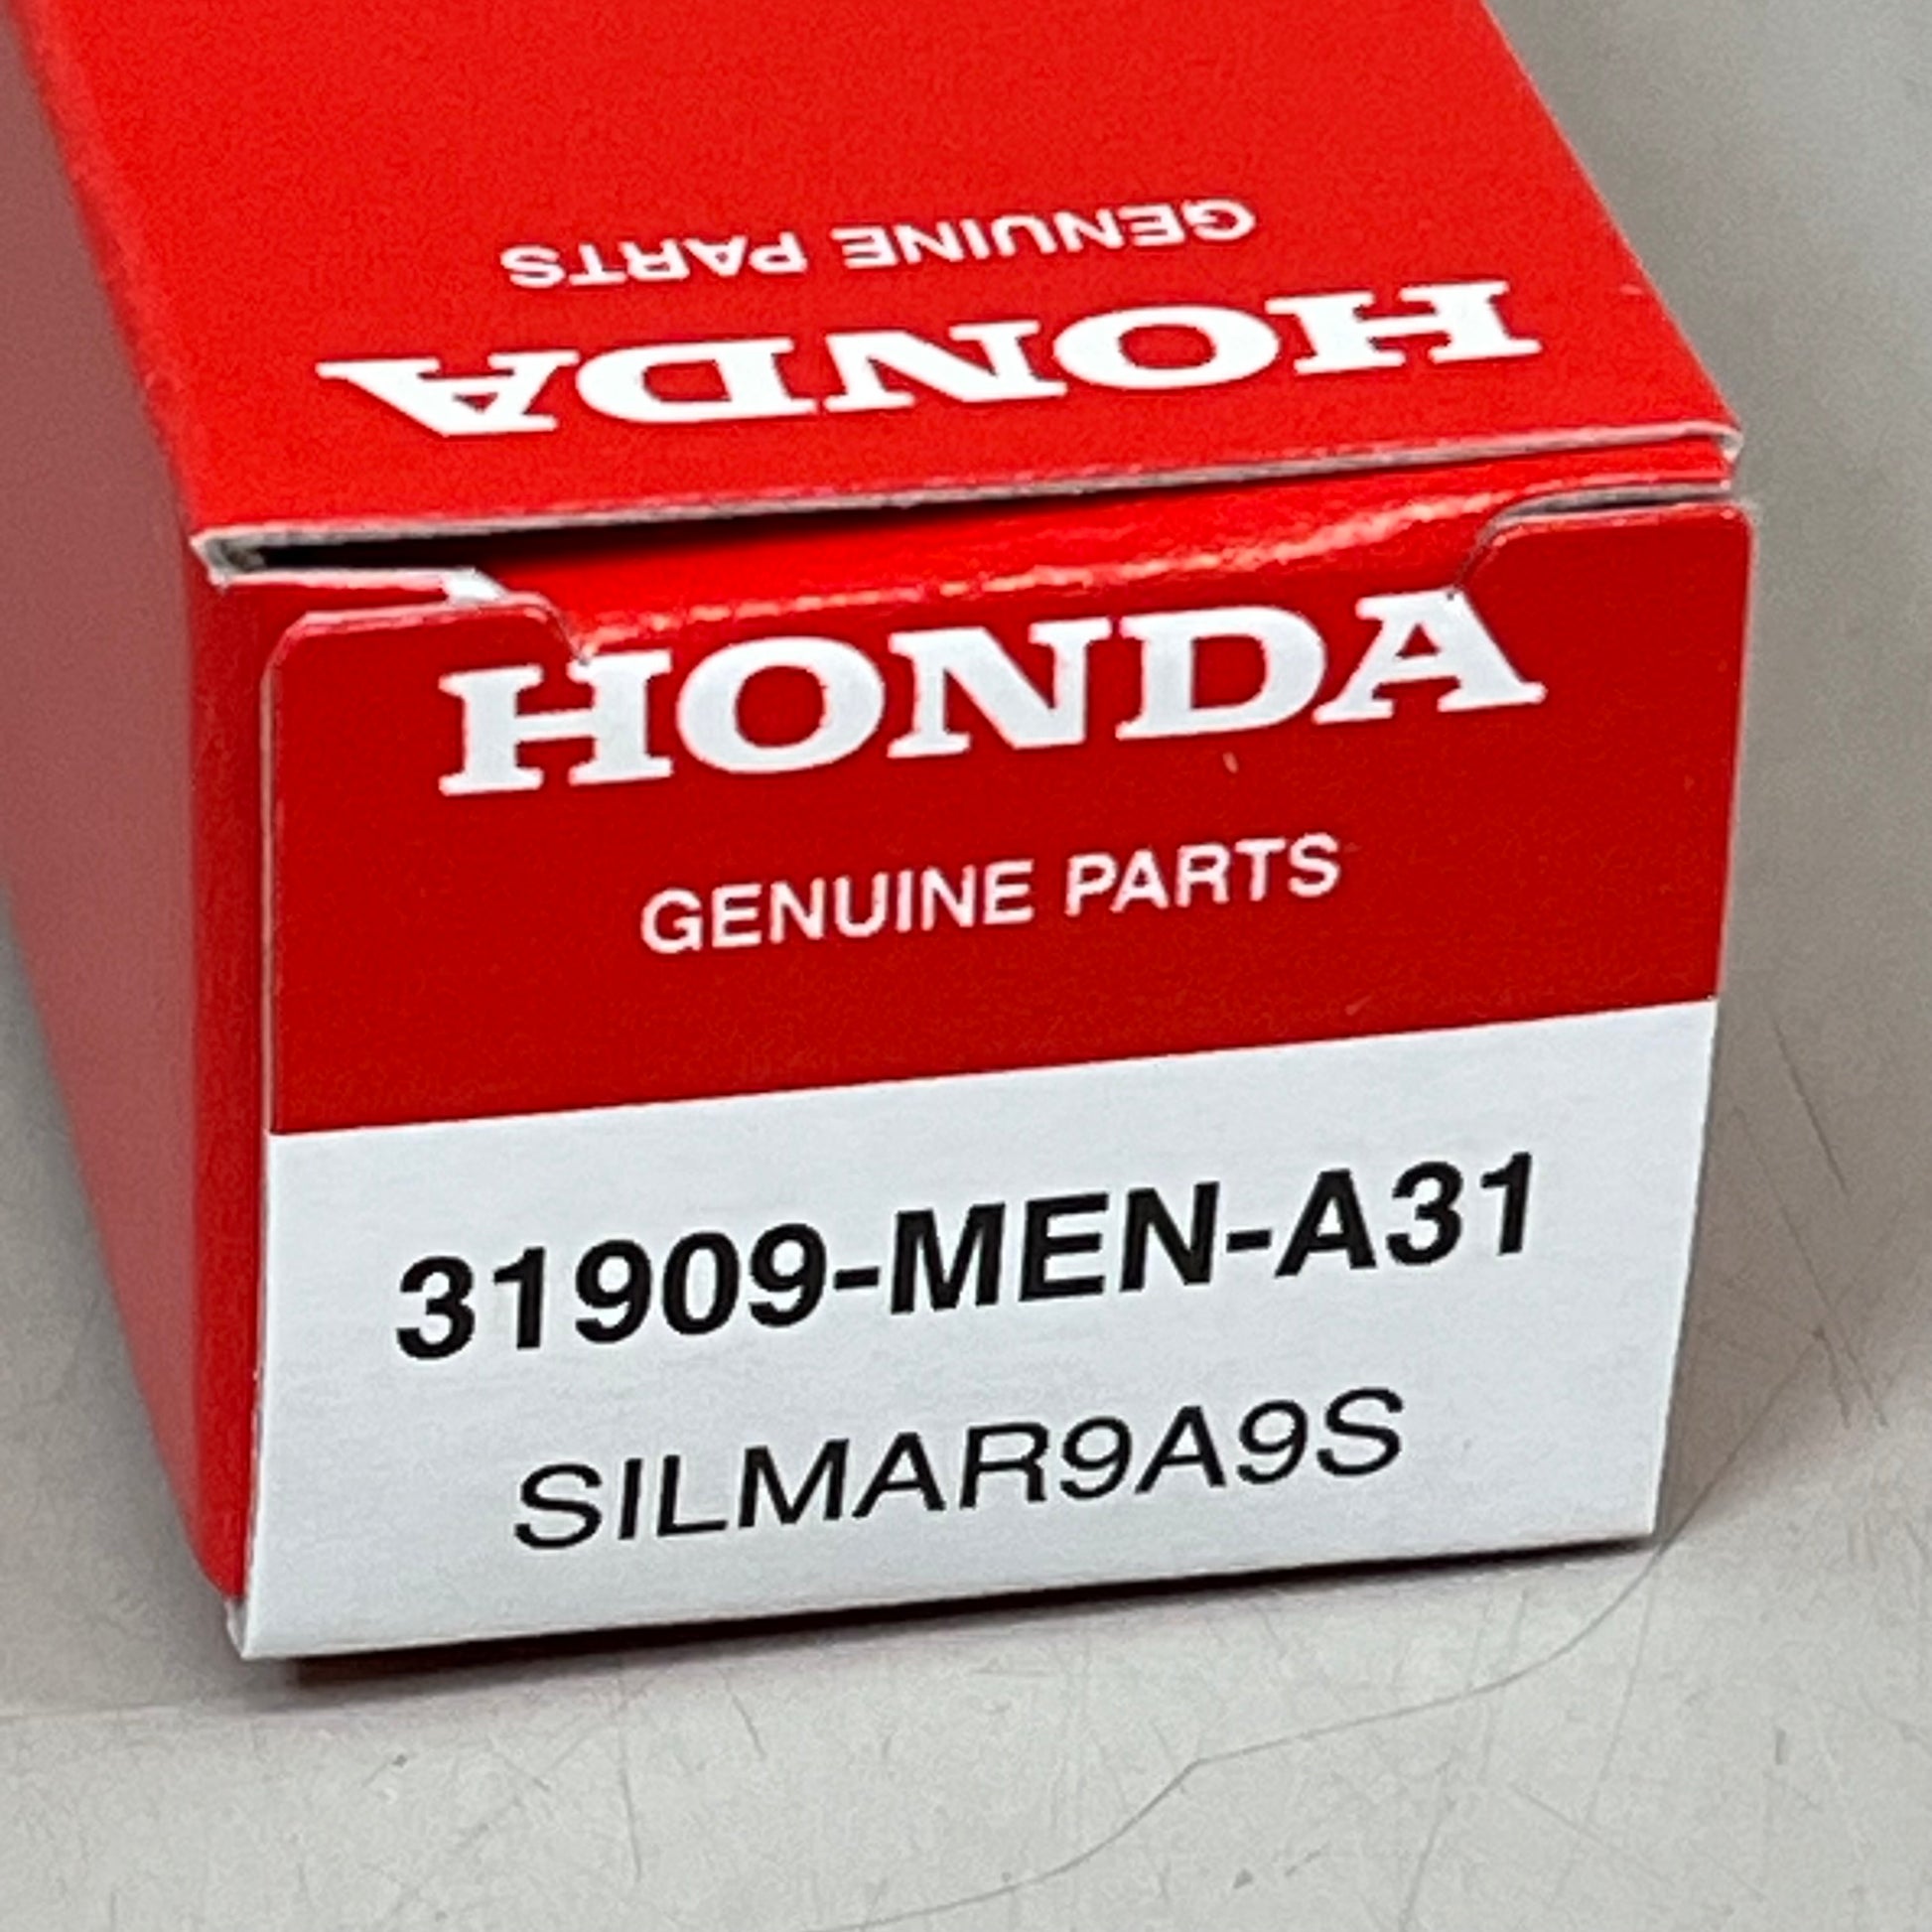 GENUINE PARTS
HONDA
HONDA
GENUINE PARTS
31909-MEN-A31
SILMAR9A9S